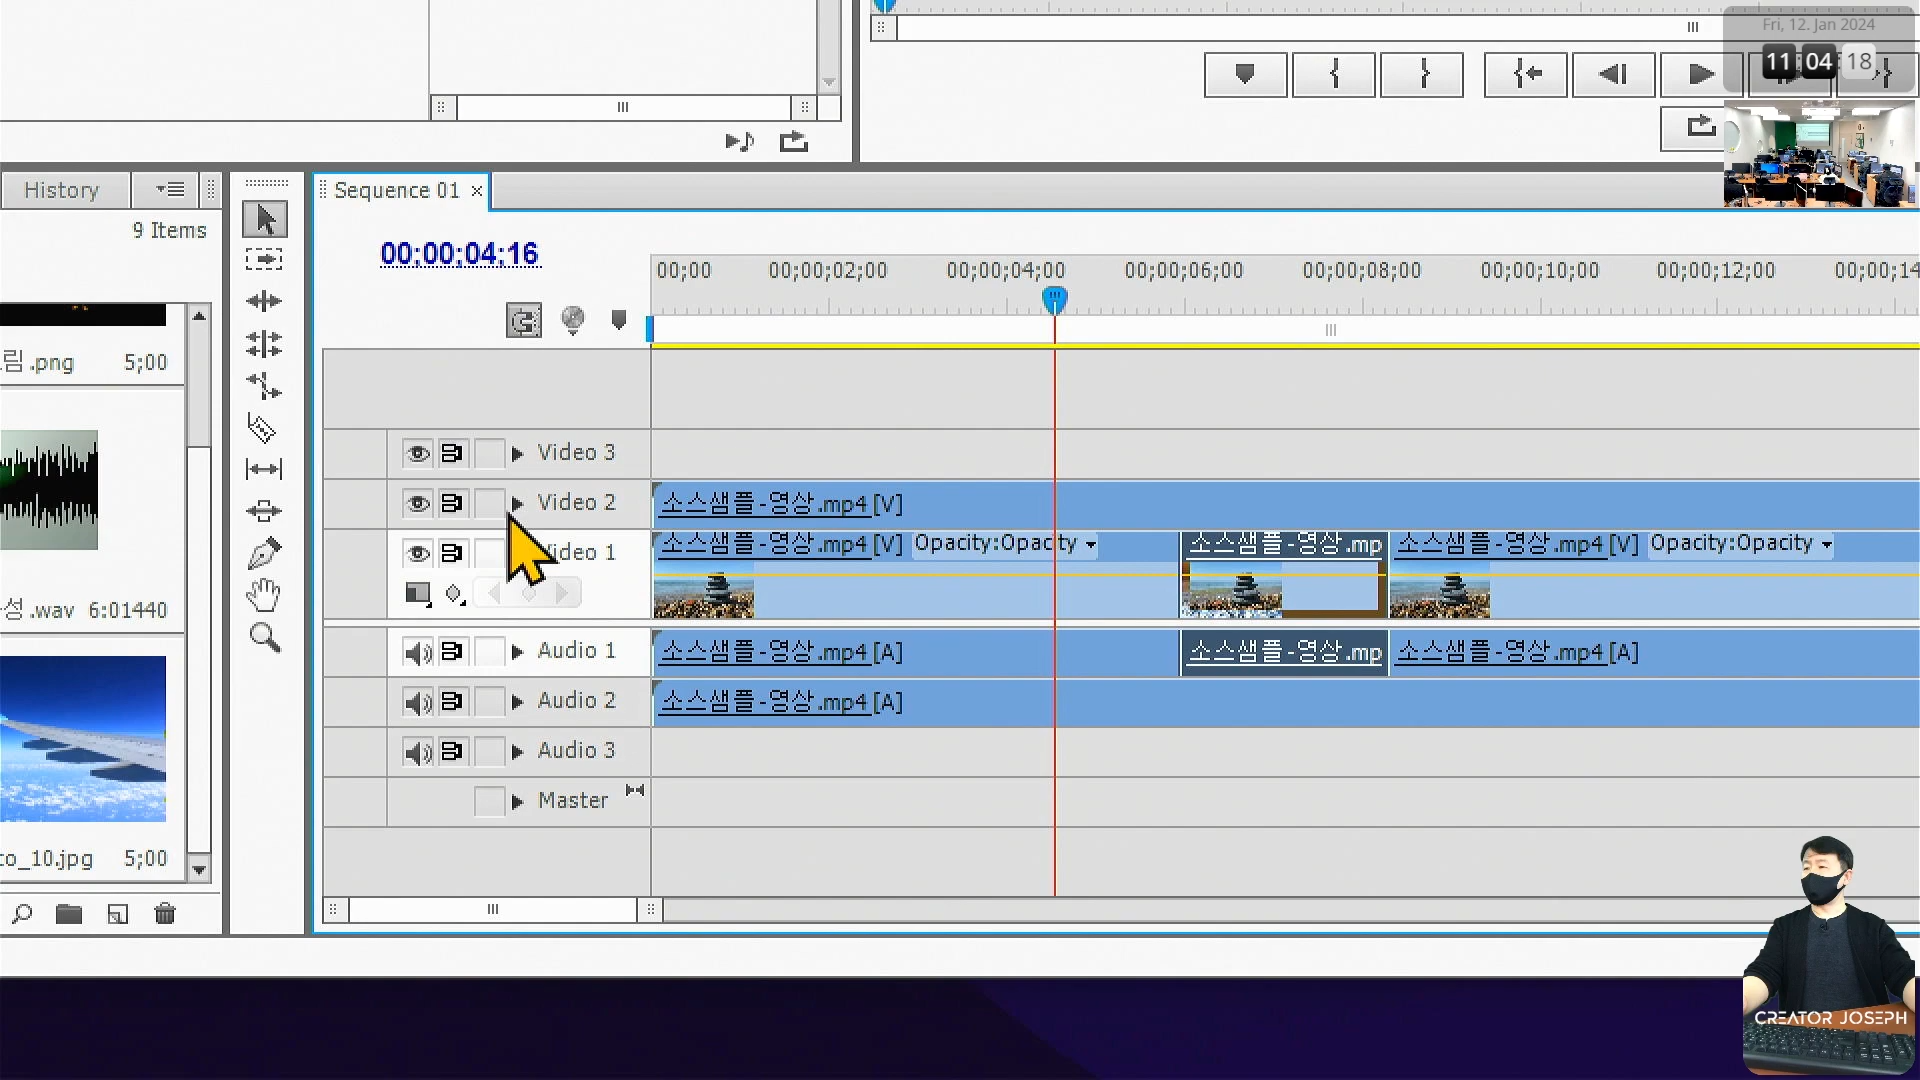 Fri, 12. Jan 2024
11 04 18
History
Sequence 01
9 Items
00;00;04;16
00;00 00;00;02;00 00;00;04;00 00;00;06;00 00;00;08;00 00;00;10;00 00;00;12;00 00;00;14
림.png 5;00
Video 3
Video 2
소스샘플-영상.mp4 [V]
Video 1
소스샘플-영상.mp4 [V] Opacity:Opacity
소스샘플-영상.mp
소스샘플-영상.mp4 [V] Opacity:Opacity
성.wav 6:01440
Audio 1
소스샘플-영상.mp4 [A]
소스샘플-영상.mp
소스샘플-영상.mp4 [A]
Audio 2
소스샘플-영상.mp4 [A]
Audio 3
Master
co_10.jpg 5;00
CREATOR JOSEPH